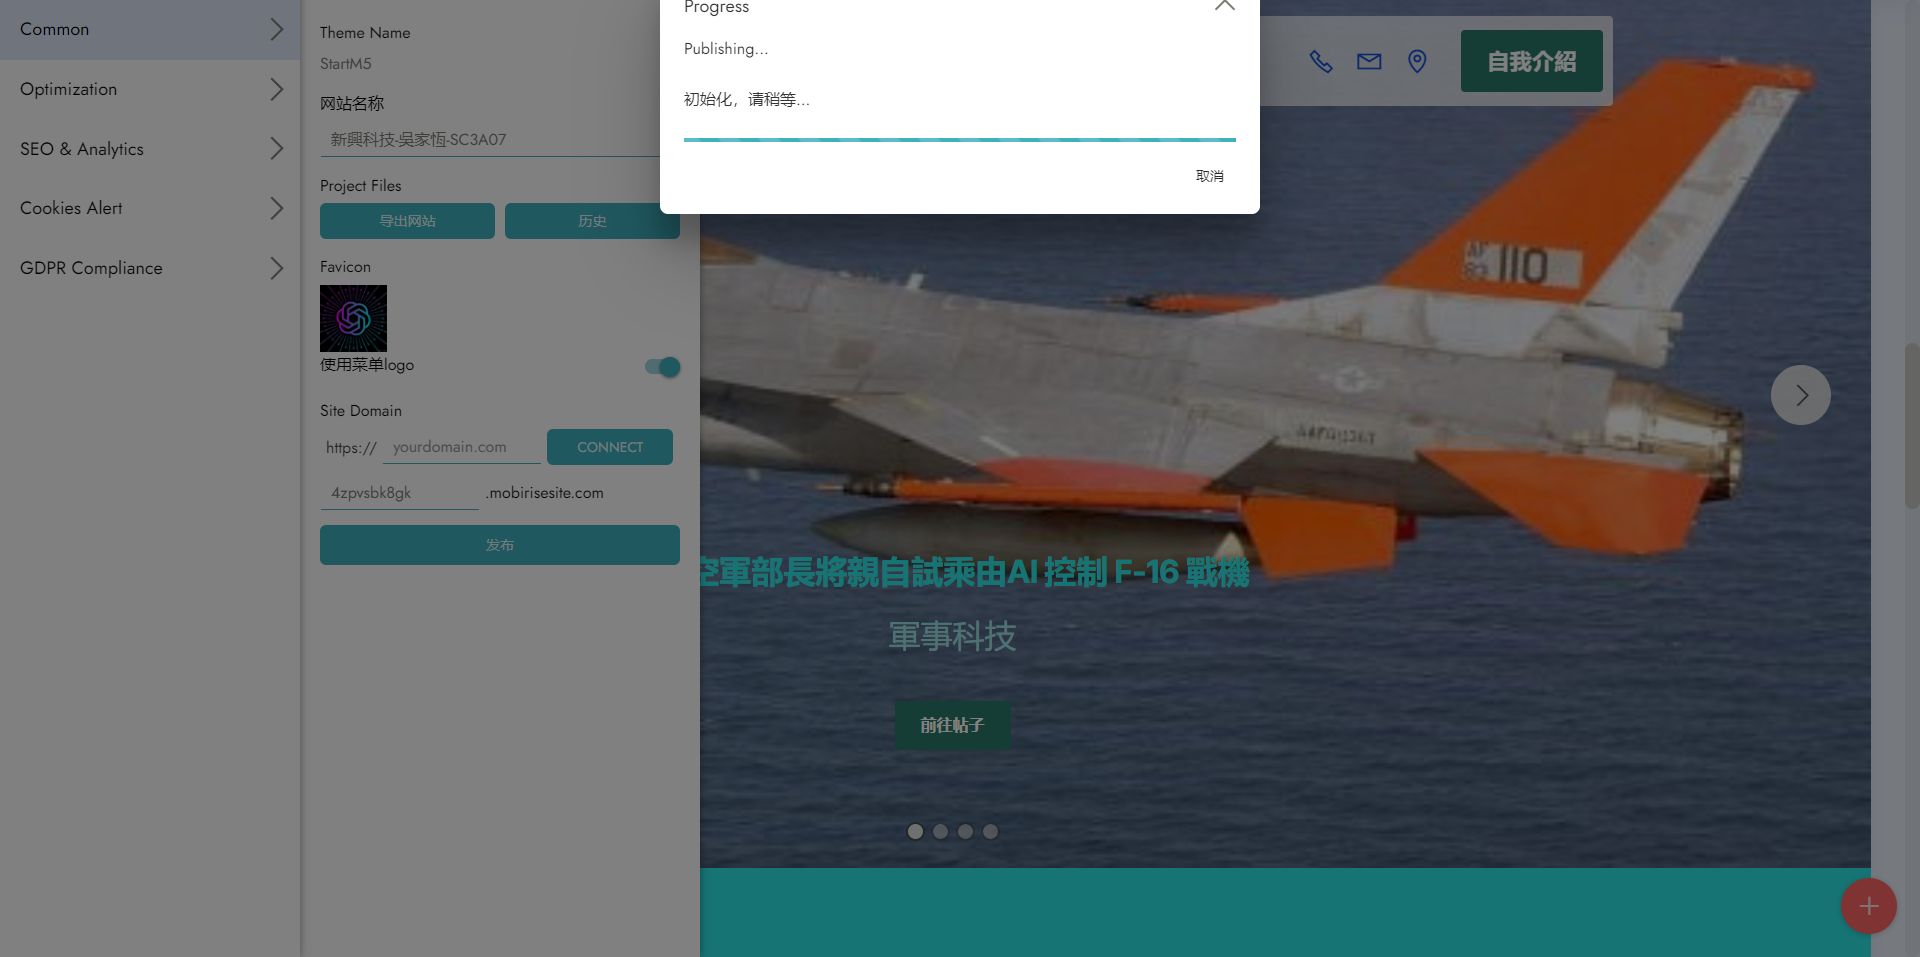 Common
Optimization
SEO & Analytics
Cookies Alert
GDPR Compliance
Theme Name
StartM5
网站名称
新興科技-吳家恆-SC3A07
Project Files
导出网站
历史
Favicon
使用菜单logo
Site Domain
https://
yourdomain.com
CONNECT
4zpvsbk8gk
.mobirisesite.com
发布
Progress
Publishing...
初始化，请稍等...
取消
自我介紹
110
空軍部長將親自試乘由AI 控制 F-16 戰機
軍事科技
前往帖子